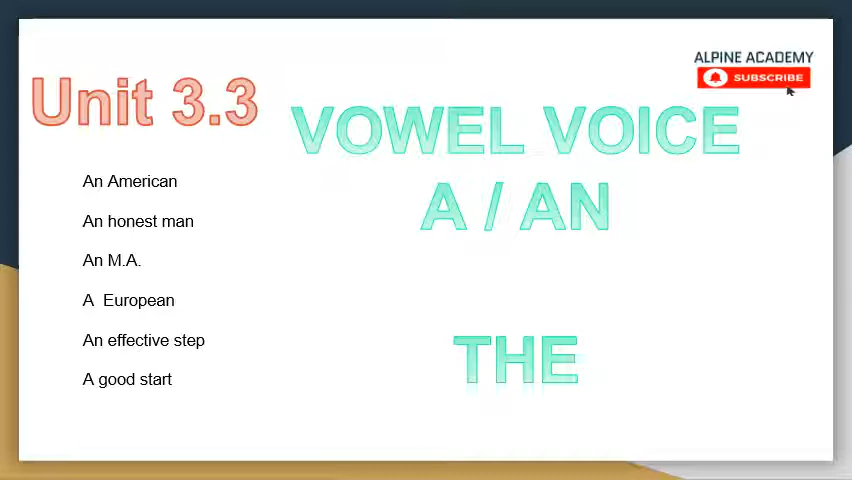 ALPINE ACADEMY
SUBSCRIBE
Unit 3.3
VOWEL VOICE
A / AN
THE
An American
An honest man
An M.A.
A  European
An effective step
A good start